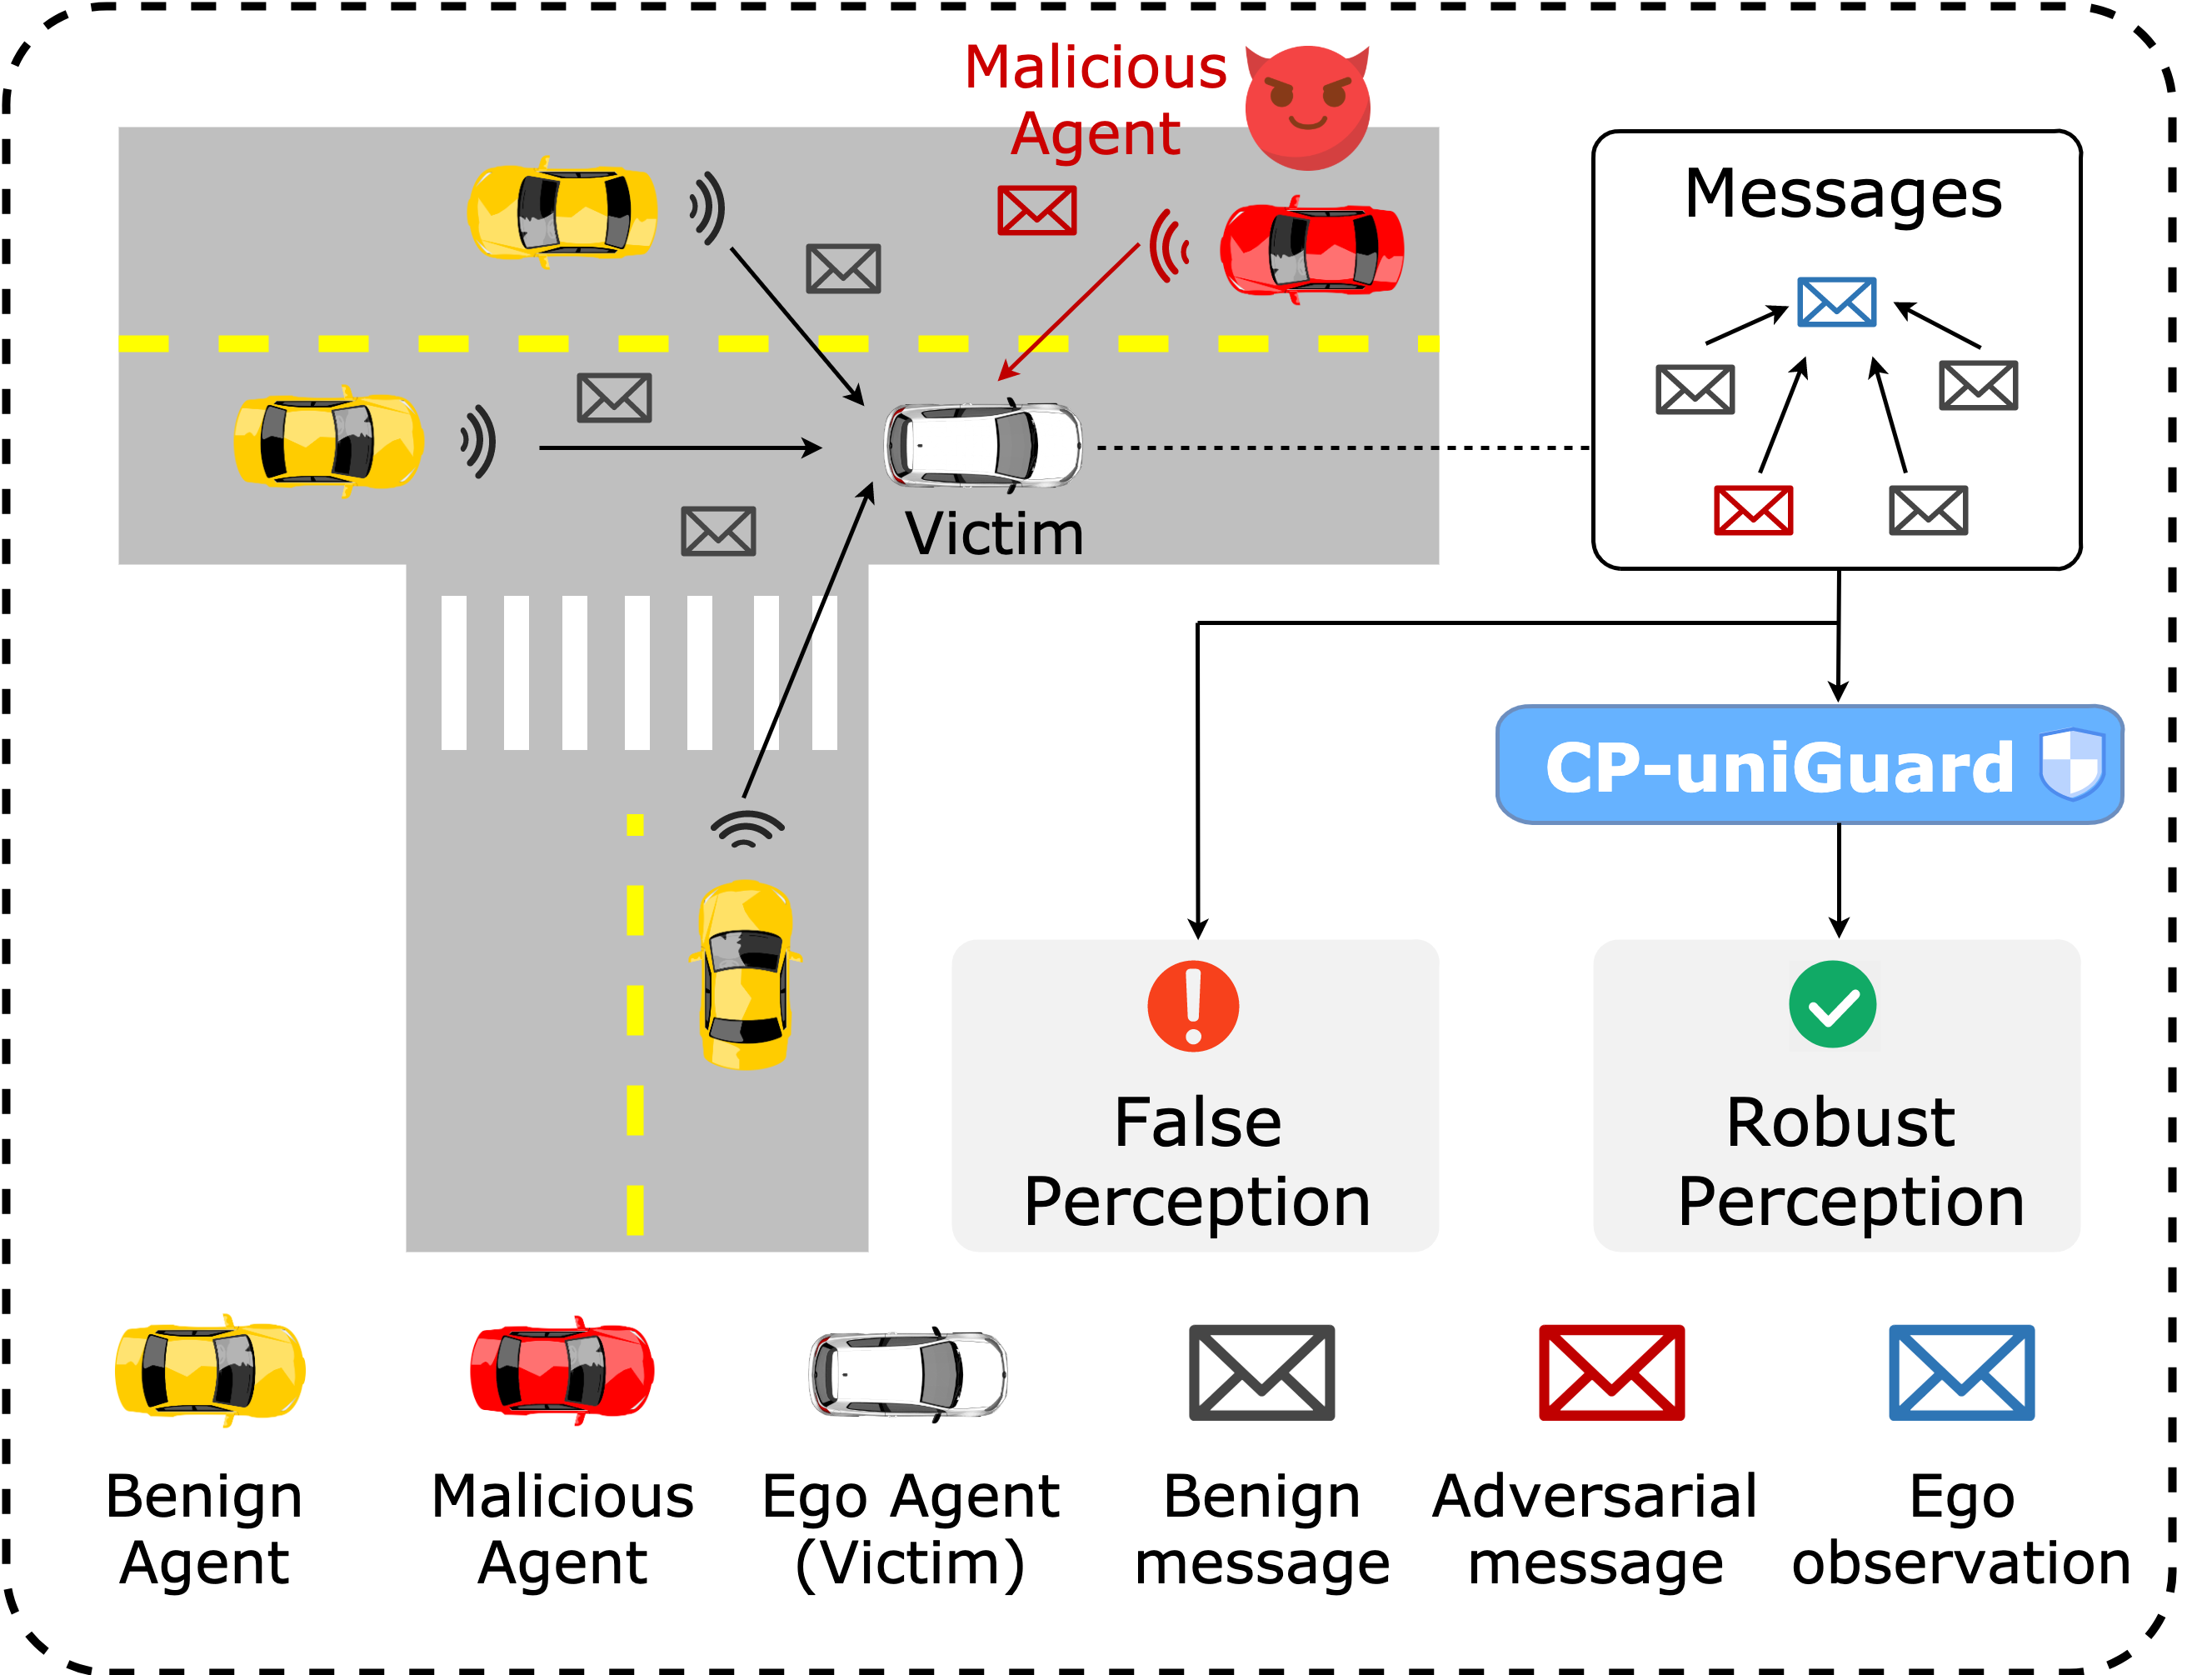 Malicious
Agent
Messages
Victim
CP-uniGuard
False
Perception
Robust
Perception
Benign
Agent
Malicious
Agent
Ego Agent
(Victim)
Benign
message
Adversarial
message
Ego
observation